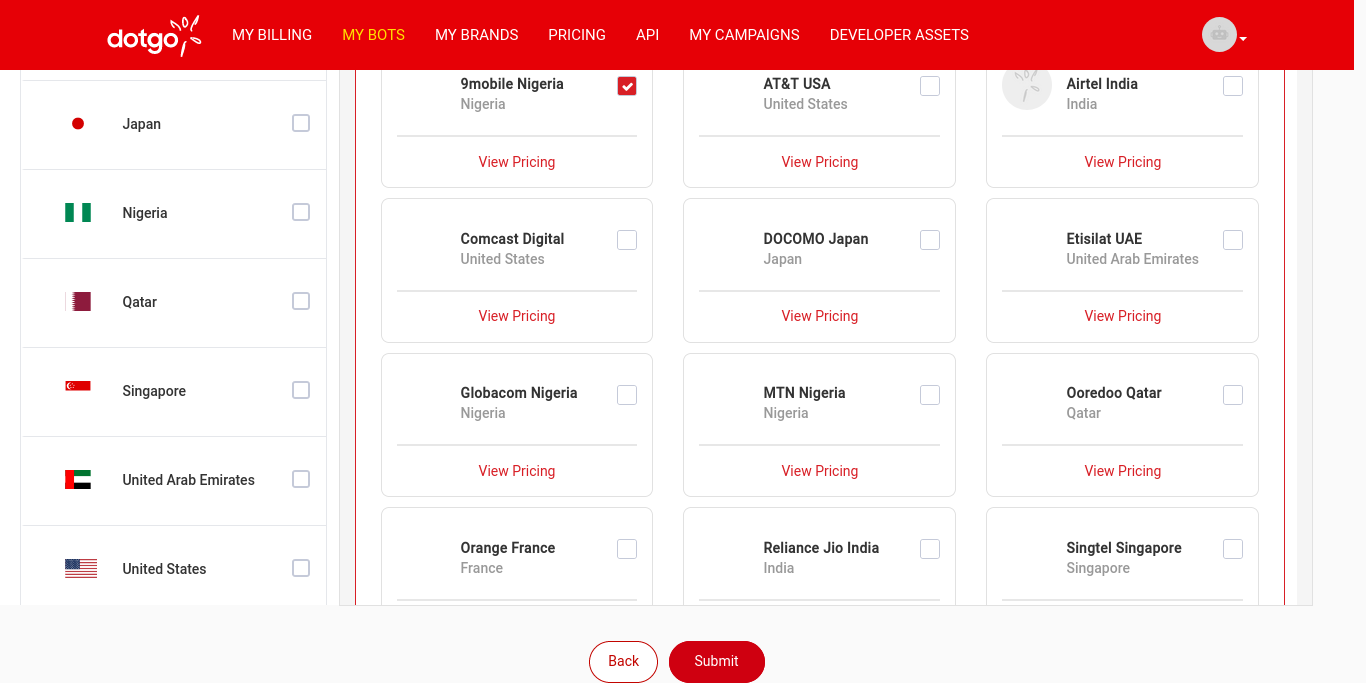 dotgo
MY BILLING
MY BOTS
MY BRANDS
PRICING
API
MY CAMPAIGNS
DEVELOPER ASSETS
Japan
Nigeria
Qatar
Singapore
United Arab Emirates
United States
9mobile Nigeria
Nigeria
View Pricing
AT&T USA
United States
View Pricing
Airtel India
India
View Pricing
Comcast Digital
United States
View Pricing
DOCOMO Japan
Japan
View Pricing
Etisilat UAE
United Arab Emirates
View Pricing
Globacom Nigeria
Nigeria
View Pricing
MTN Nigeria
Nigeria
View Pricing
Ooredoo Qatar
Qatar
View Pricing
Orange France
France
Reliance Jio India
India
Singtel Singapore
Singapore
Back
Submit